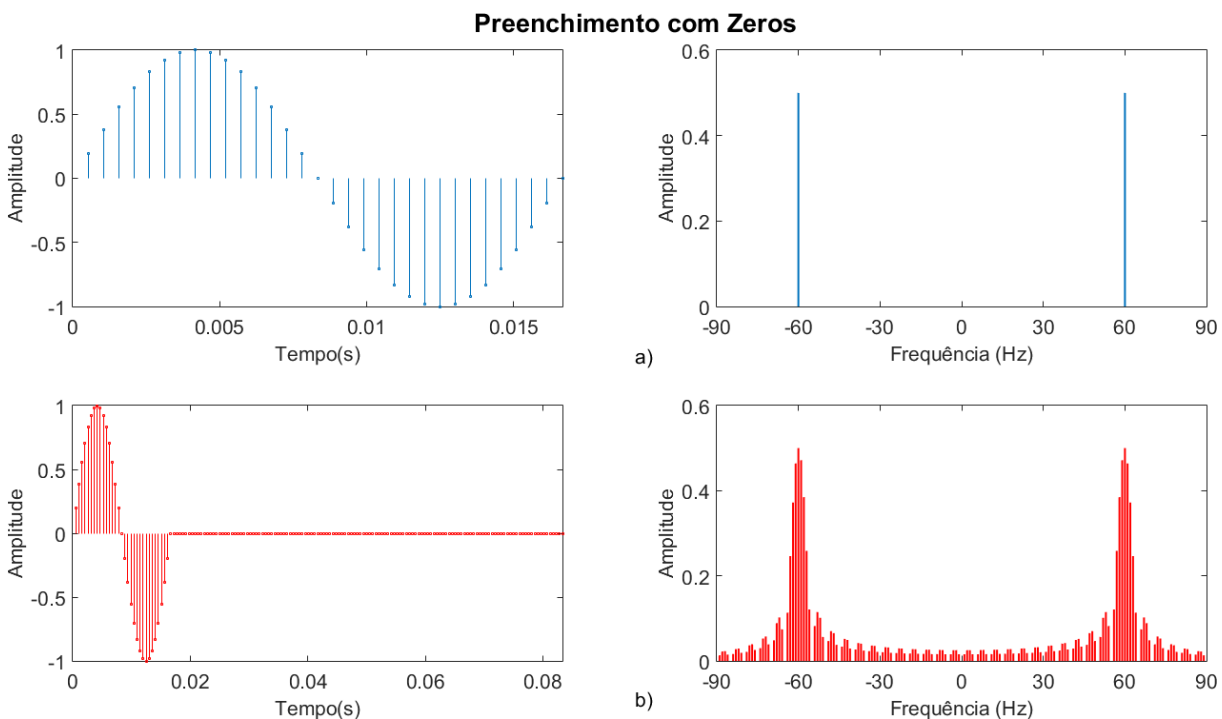 Preenchimento com Zeros
1
0.5
0
-0.5
-1
Amplitude
0 0.005 0.01 0.015
Tempo(s)
0.6
0.4
0.2
0
Amplitude
-90 -60 -30 0 30 60 90
Frequência (Hz)
a)
1
0.5
0
-0.5
-1
Amplitude
0 0.02 0.04 0.06 0.08
Tempo(s)
0.6
0.4
0.2
0
Amplitude
-90 -60 -30 0 30 60 90
Frequência (Hz)
b)